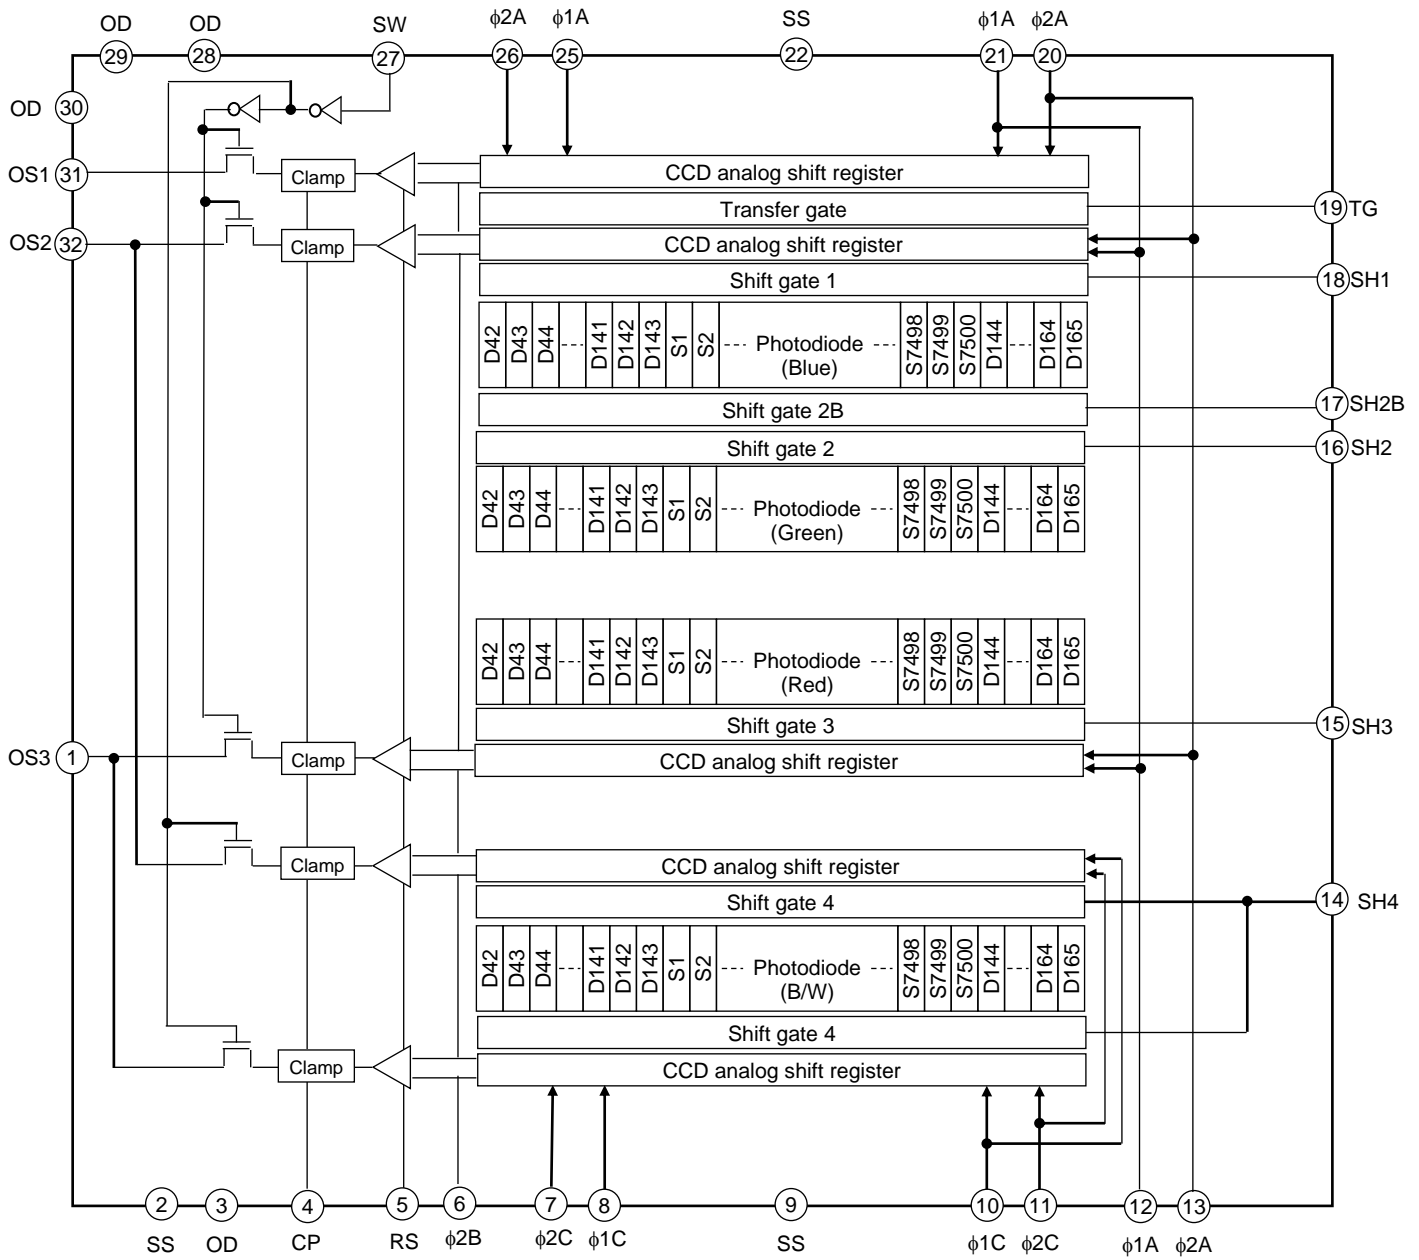 OD OD SW ϕ2A ϕ1A SS ϕ1A ϕ2A
29 28 27 26 25 22 21 20
OD 30
OS1 31 Clamp CCD analog shift register
Transfer gate 19 TG
OS2 32 Clamp CCD analog shift register
Shift gate 1 18 SH1
D42 D43 D44 ---- D141 D142 D143 S1 S2 --- Photodiode (Blue) --- S7498 S7499 S7500 D144 ---- D164 D165
Shift gate 2B 17 SH2B
Shift gate 2 16 SH2
D42 D43 D44 ---- D141 D142 D143 S1 S2 --- Photodiode (Green) --- S7498 S7499 S7500 D144 ---- D164 D165
D42 D43 D44 ---- D141 D142 D143 S1 S2 --- Photodiode (Red) --- S7498 S7499 S7500 D144 ---- D164 D165
Shift gate 3 15 SH3
OS3 1 Clamp CCD analog shift register
Clamp CCD analog shift register
Shift gate 4 14 SH4
D42 D43 D44 ---- D141 D142 D143 S1 S2 --- Photodiode (B/W) --- S7498 S7499 S7500 D144 ---- D164 D165
Shift gate 4
Clamp CCD analog shift register
2 3 4 5 6 7 8 9 10 11 12 13
SS OD CP RS ϕ2B ϕ2C ϕ1C SS ϕ1C ϕ2C ϕ1A ϕ2A